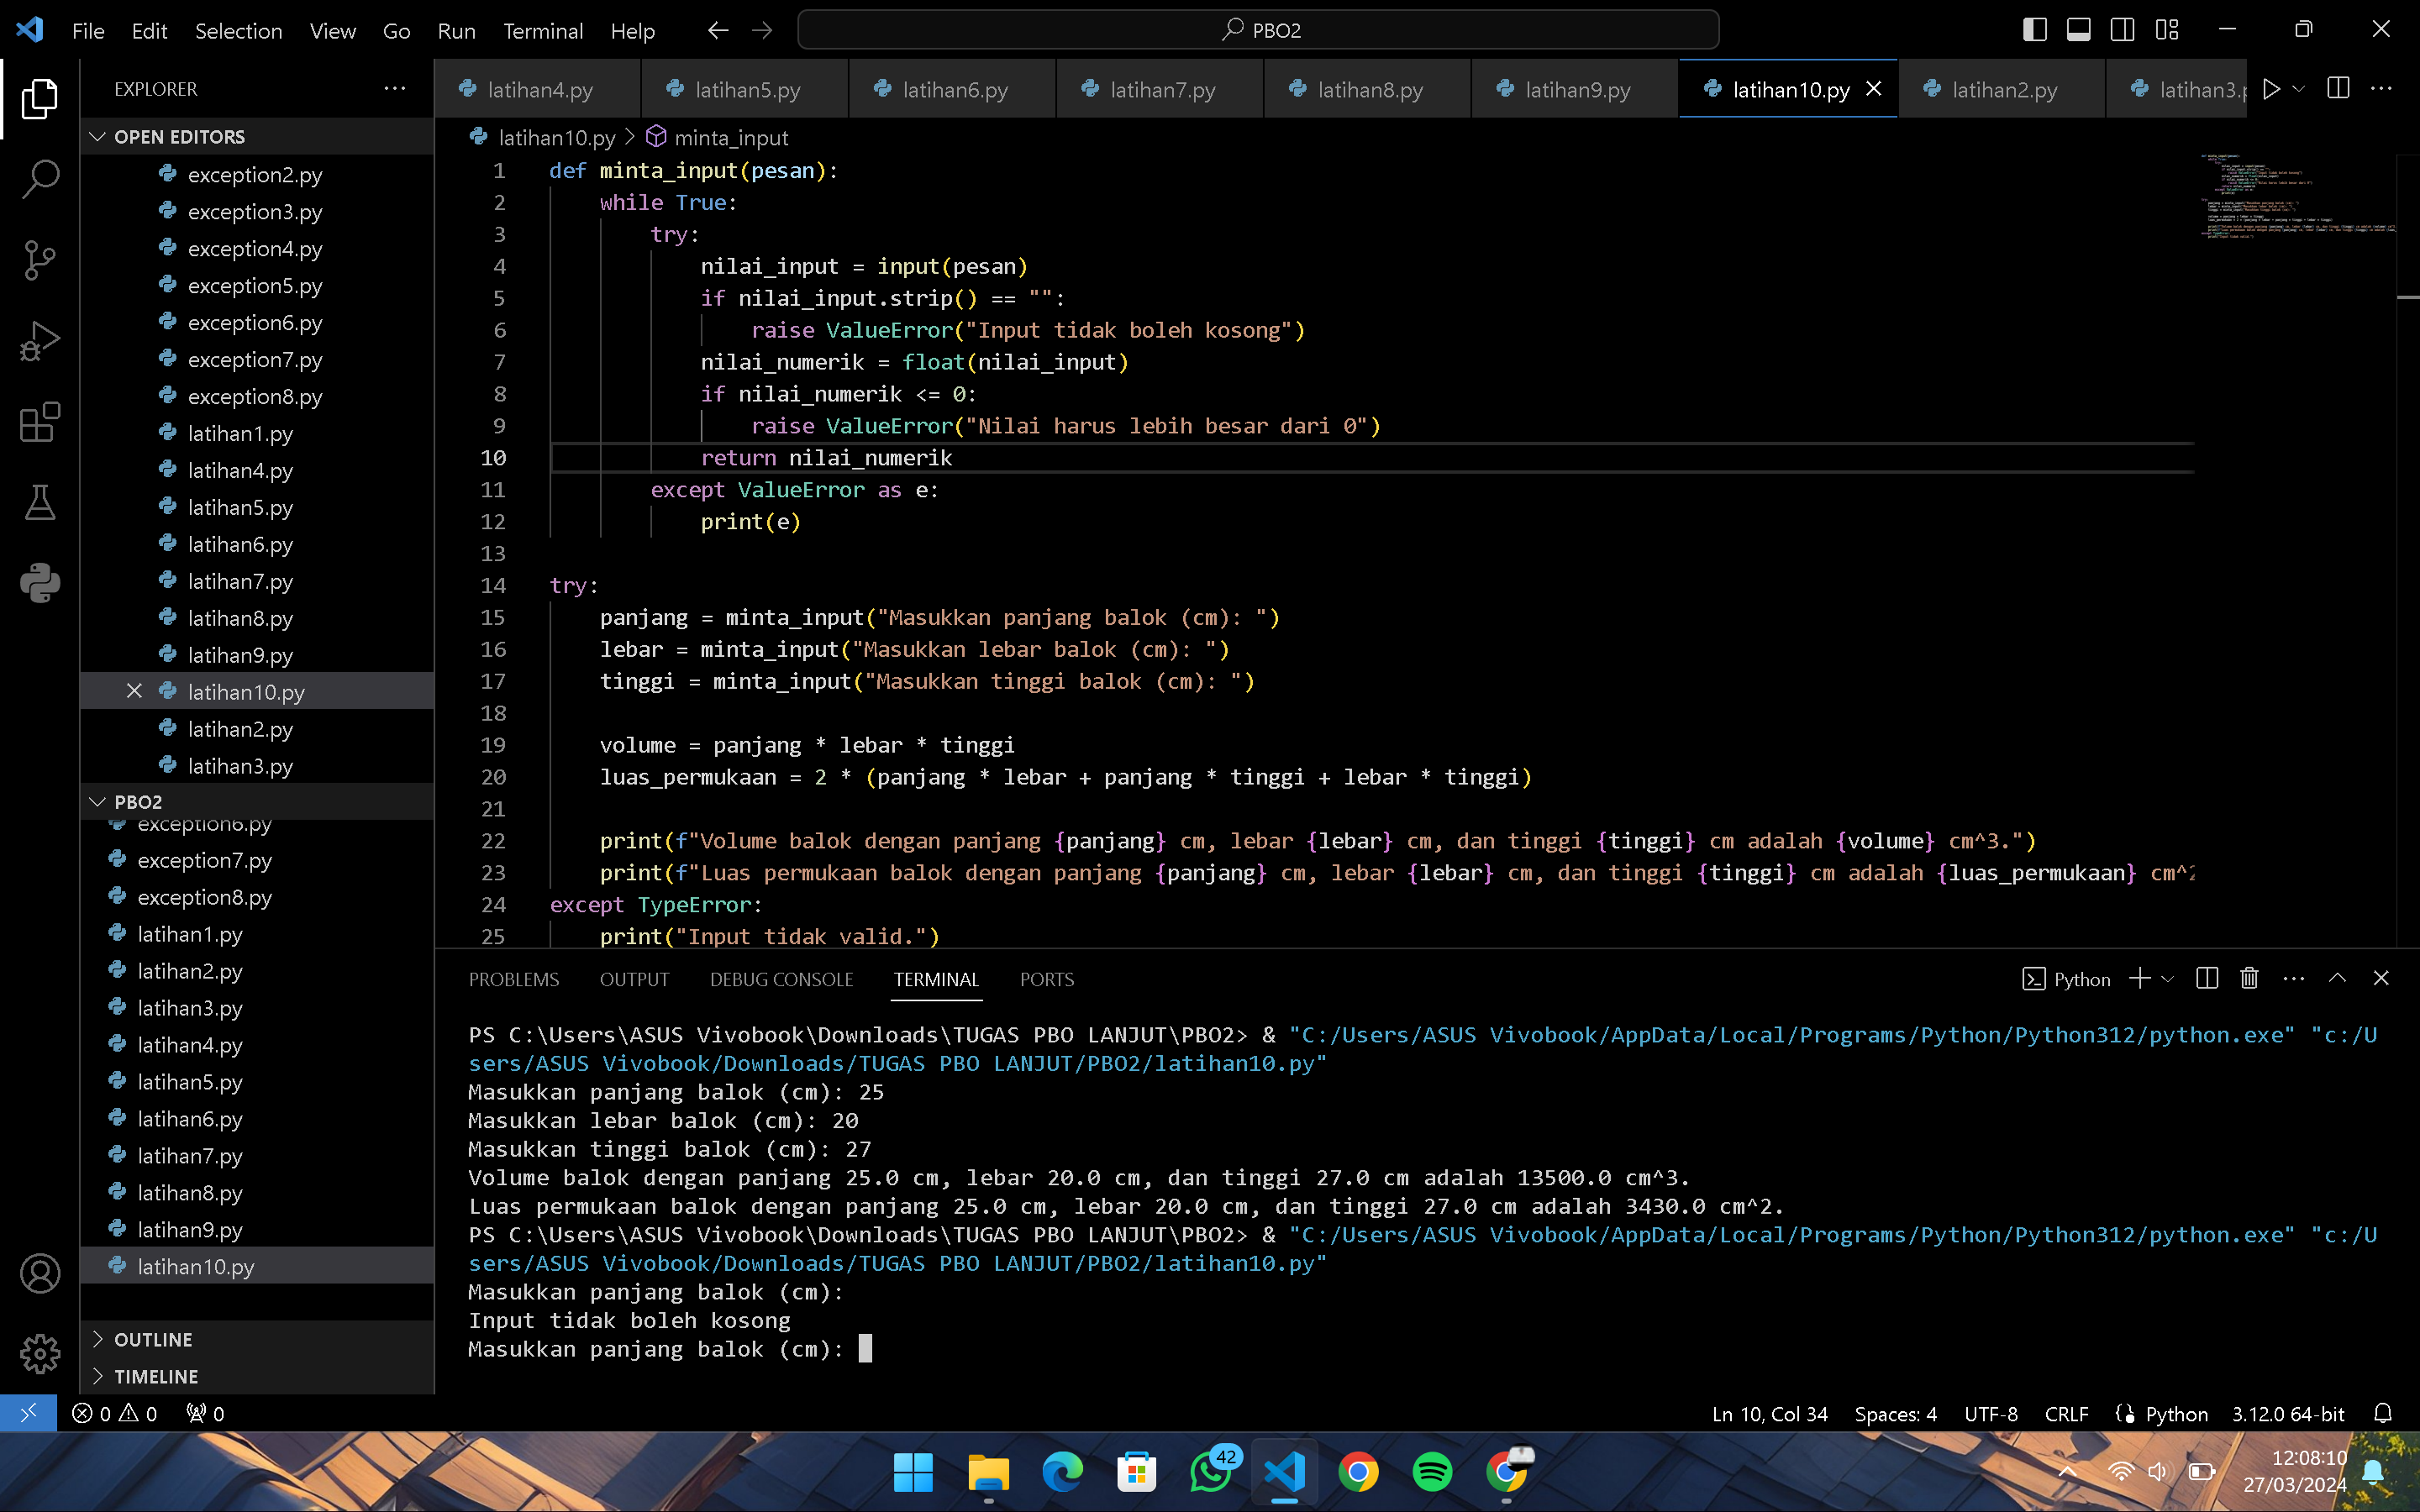 File Edit Selection View Go Run Terminal Help
PBO2
EXPLORER
latihan4.py latihan5.py latihan6.py latihan7.py latihan8.py latihan9.py latihan10.py latihan2.py latihan3.p
OPEN EDITORS
exception2.py
exception3.py
exception4.py
exception5.py
exception6.py
exception7.py
exception8.py
latihan1.py
latihan4.py
latihan5.py
latihan6.py
latihan7.py
latihan8.py
latihan9.py
latihan10.py
latihan2.py
latihan3.py
PBO2
exception6.py
exception7.py
exception8.py
latihan1.py
latihan2.py
latihan3.py
latihan4.py
latihan5.py
latihan6.py
latihan7.py
latihan8.py
latihan9.py
latihan10.py
OUTLINE
TIMELINE
latihan10.py > minta_input
1 def minta_input(pesan):
2     while True:
3         try:
4             nilai_input = input(pesan)
5             if nilai_input.strip() == "":
6                 raise ValueError("Input tidak boleh kosong")
7             nilai_numerik = float(nilai_input)
8             if nilai_numerik <= 0:
9                 raise ValueError("Nilai harus lebih besar dari 0")
10             return nilai_numerik
11         except ValueError as e:
12             print(e)
13
14 try:
15     panjang = minta_input("Masukkan panjang balok (cm): ")
16     lebar = minta_input("Masukkan lebar balok (cm): ")
17     tinggi = minta_input("Masukkan tinggi balok (cm): ")
18
19     volume = panjang * lebar * tinggi
20     luas_permukaan = 2 * (panjang * lebar + panjang * tinggi + lebar * tinggi)
21
22     print(f"Volume balok dengan panjang {panjang} cm, lebar {lebar} cm, dan tinggi {tinggi} cm adalah {volume} cm^3.")
23     print(f"Luas permukaan balok dengan panjang {panjang} cm, lebar {lebar} cm, dan tinggi {tinggi} cm adalah {luas_permukaan} cm^2
24 except TypeError:
25     print("Input tidak valid.")
PROBLEMS OUTPUT DEBUG CONSOLE TERMINAL PORTS
Python
PS C:\Users\ASUS Vivobook\Downloads\TUGAS PBO LANJUT\PBO2> & "C:/Users/ASUS Vivobook/AppData/Local/Programs/Python/Python312/python.exe" "c:/U
sers/ASUS Vivobook/Downloads/TUGAS PBO LANJUT/PBO2/latihan10.py"
Masukkan panjang balok (cm): 25
Masukkan lebar balok (cm): 20
Masukkan tinggi balok (cm): 27
Volume balok dengan panjang 25.0 cm, lebar 20.0 cm, dan tinggi 27.0 cm adalah 13500.0 cm^3.
Luas permukaan balok dengan panjang 25.0 cm, lebar 20.0 cm, dan tinggi 27.0 cm adalah 3430.0 cm^2.
PS C:\Users\ASUS Vivobook\Downloads\TUGAS PBO LANJUT\PBO2> & "C:/Users/ASUS Vivobook/AppData/Local/Programs/Python/Python312/python.exe" "c:/U
sers/ASUS Vivobook/Downloads/TUGAS PBO LANJUT/PBO2/latihan10.py"
Masukkan panjang balok (cm):
Input tidak boleh kosong
Masukkan panjang balok (cm):
0 0 0
Ln 10, Col 34 Spaces: 4 UTF-8 CRLF Python 3.12.0 64-bit
42
12:08:10
27/03/2024